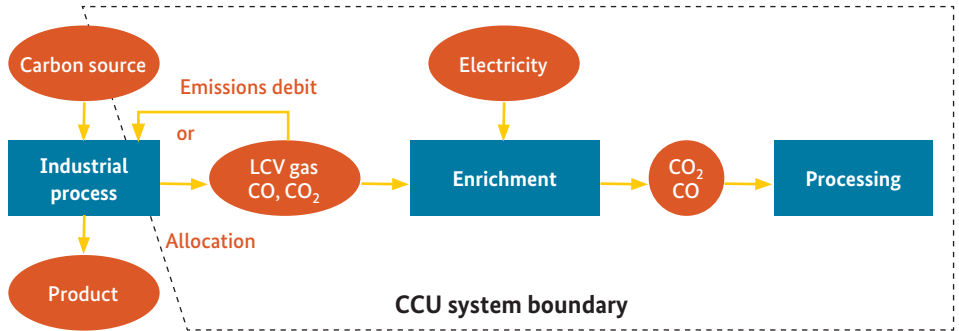 Carbon source
Electricity
Emissions debit
or
Industrial
process
LCV gas
CO, CO₂
Enrichment
CO₂
CO
Processing
Allocation
Product
CCU system boundary